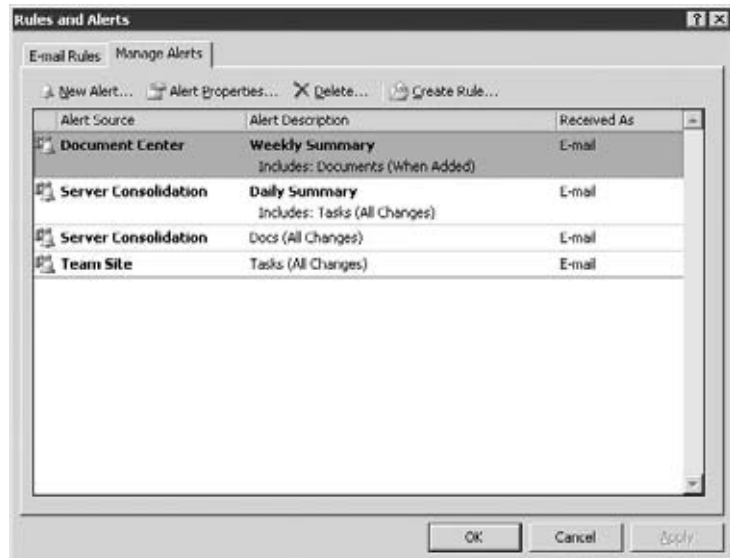 Rules and Alerts
E-mail Rules Manage Alerts
New Alert... Alert Properties... Delete... Create Rule...
Alert Source Alert Description Received As
Document Center Weekly Summary E-mail
Includes: Documents (When Added)
Server Consolidation Daily Summary E-mail
Includes: Tasks (All Changes)
Server Consolidation Docs (All Changes) E-mail
Team Site Tasks (All Changes) E-mail
OK Cancel Apply